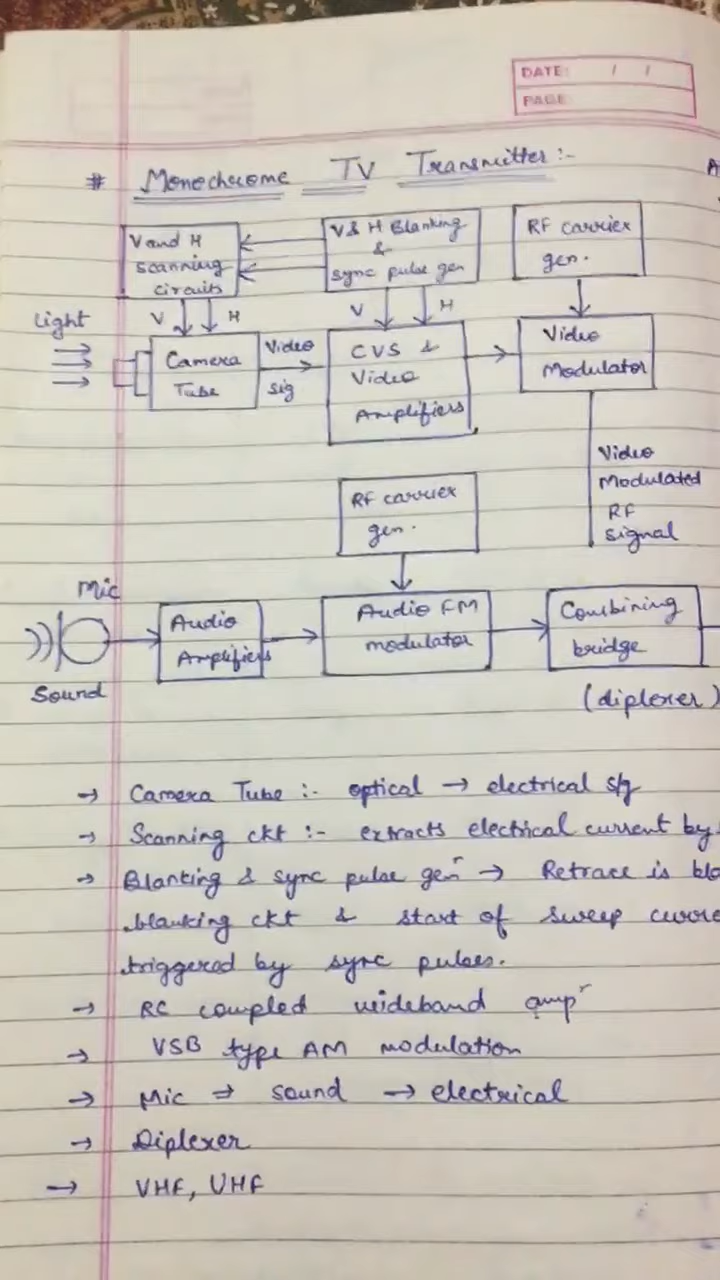 DATE: / /
PAGE:
# Monochrome TV Transmitter :-
V and H
scanning
circuits
V & H Blanking
&
sync pulse gen
RF carrier
gen.
Light
V
H
V
H
Camera
Tube
Video
sig
CVS &
Video
Amplifiers
Video
Modulator
Video
Modulated
RF
signal
RF carrier
gen.
Mic
Sound
Audio
Amplifiers
Audio FM
modulator
Combining
bridge
(diplexer)
→ Camera Tube :- optical → electrical s/g
→ Scanning ckt :- extracts electrical current by
→ Blanking & sync pulse genr → Retrace is
blanking ckt & start of sweep
triggered by sync pulses.
→ RC coupled wideband ampr
→ VSB type AM modulation
→ Mic ⇒ sound → electrical
→ Diplexer
→ VHF, UHF